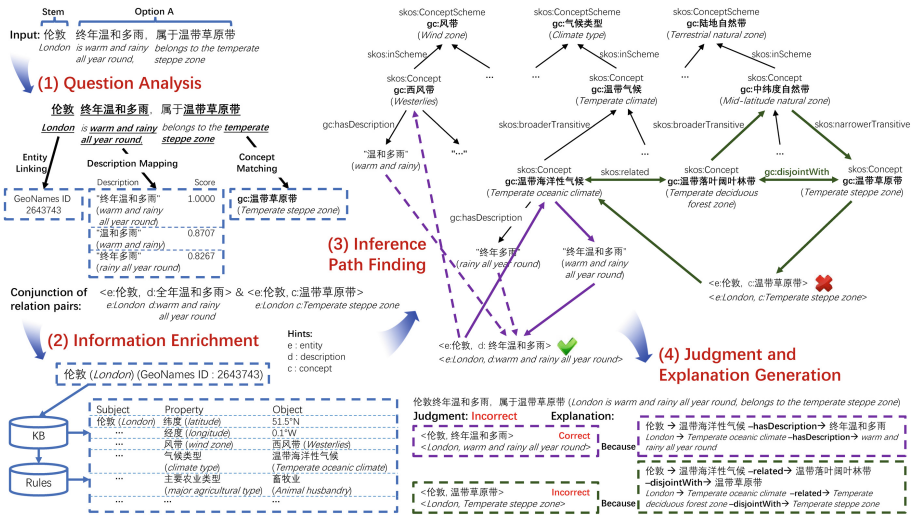 Stem
Option A
Input: 伦敦 终年温和多雨，属于温带草原带
London is warm and rainy belongs to the temperate
all year round, steppe zone
(1) Question Analysis
伦敦 终年温和多雨，属于温带草原带
London is warm and rainy belongs to the temperate
all year round, steppe zone
Entity Linking
Description Mapping
Concept Matching
GeoNames ID
2643743
Description Score
"终年温和多雨" 1.0000
(warm and rainy
all year round)
"温和多雨" 0.8707
(warm and rainy)
"终年多雨" 0.8267
(rainy all year round)
gc:温带草原带
(Temperate steppe zone)
Conjunction of relation pairs:
<e:伦敦, d:全年温和多雨> & <e:伦敦, c:温带草原带>
e:London d:warm and rainy e:London c:Temperate steppe zone
all year round
(2) Information Enrichment
Hints:
e : entity
d : description
c : concept
伦敦 (London) (GeoNames ID : 2643743)
KB
Rules
Subject Property Object
伦敦 (London) 纬度 (latitude) 51.5°N
... 经度 (longitude) 0.1°W
... 风带 (wind zone) 西风带 (Westerlies)
... 气候类型 温带海洋性气候
(climate type) (Temperate oceanic climate)
... 主要农业类型 畜牧业
(major agricultural type) (Animal husbandry)
... ... ...
(3) Inference Path Finding
skos:ConceptScheme
gc:风带
(Wind zone)
skos:ConceptScheme
gc:气候类型
(Climate type)
skos:ConceptScheme
gc:陆地自然带
(Terrestrial natural zone)
skos:inScheme
skos:inScheme
skos:inScheme
...
...
...
skos:Concept
gc:西风带
(Westerlies)
skos:Concept
gc:温带气候
(Temperate climate)
skos:Concept
gc:中纬度自然带
(Mid-latitude natural zone)
gc:hasDescription
skos:broaderTransitive
skos:broaderTransitive
skos:narrowerTransitive
"温和多雨"
(warm and rainy)
"..."
...
...
skos:Concept
gc:温带海洋性气候
(Temperate oceanic climate)
skos:related
skos:Concept
gc:温带落叶阔叶林带
(Temperate deciduous
forest zone)
gc:disjointWith
skos:Concept
gc:温带草原带
(Temperate steppe zone)
gc:hasDescription
"终年多雨"
(rainy all year round)
"终年温和多雨"
(warm and rainy
all year round)
<e:伦敦, c:温带草原带>
<e:London, c:Temperate steppe zone>
<e:伦敦, d: 终年温和多雨>
<e:London, d:warm and rainy all year round>
(4) Judgment and Explanation Generation
伦敦终年温和多雨，属于温带草原带 (London is warm and rainy all year round, belongs to the temperate steppe zone)
Judgment: Incorrect Explanation:
<伦敦, 终年温和多雨> Correct
<London, warm and rainy all year round>
Because
伦敦 → 温带海洋性气候 –hasDescription→ 终年温和多雨
London → Temperate oceanic climate –hasDescription→ warm and
rainy all year round
<伦敦, 温带草原带> Incorrect
<London, Temperate steppe zone>
Because
伦敦 → 温带海洋性气候 –related→ 温带落叶阔叶林带
–disjointWith→ 温带草原带
London → Temperate oceanic climate –related→ Temperate
deciduous forest zone –disjointWith→ Temperate steppe zone